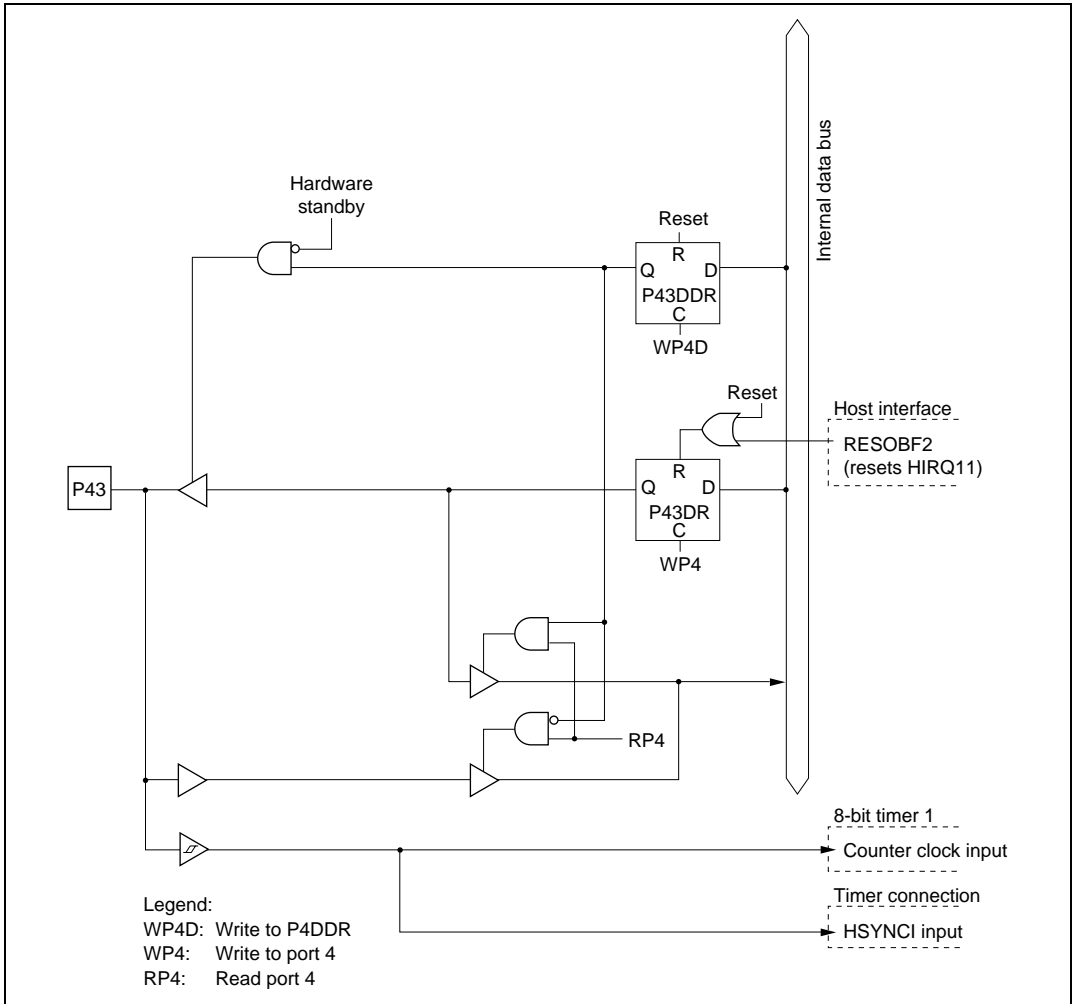 Internal data bus
Hardware
standby
Reset
R
Q D
P43DDR
C
WP4D
Reset
Host interface
RESOBF2
(resets HIRQ11)
R
P43
Q D
P43DR
C
WP4
RP4
8-bit timer 1
Counter clock input
Timer connection
HSYNCI input
Legend:
WP4D: Write to P4DDR
WP4: Write to port 4
RP4: Read port 4